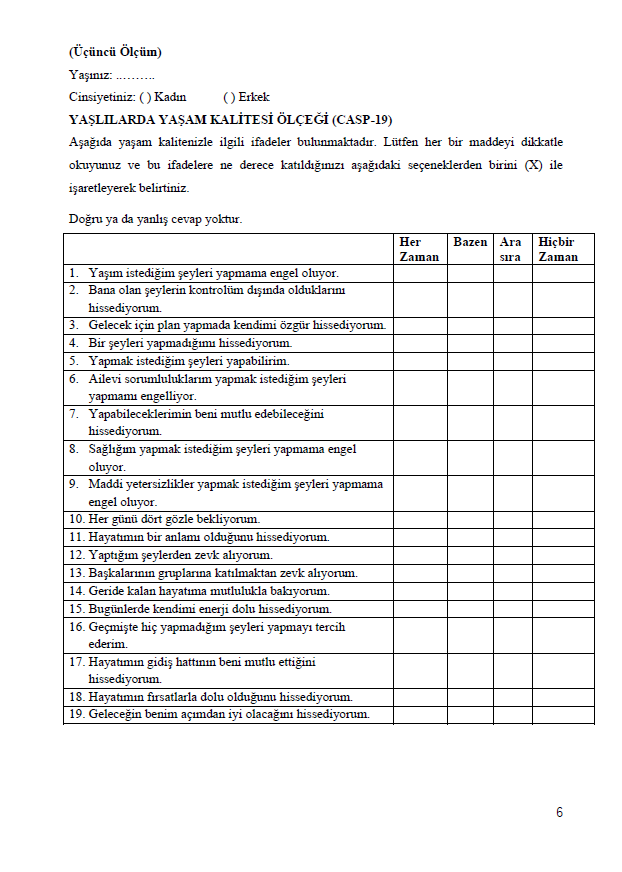 (Üçüncü Ölçüm)
Yaşınız: ...........
Cinsiyetiniz: ( ) Kadın ( ) Erkek
YAŞLILARDA YAŞAM KALİTESİ ÖLÇEĞİ (CASP-19)
Aşağıda yaşam kalitenizle ilgili ifadeler bulunmaktadır. Lütfen her bir maddeyi dikkatle
okuyunuz ve bu ifadelere ne derece katıldığınızı aşağıdaki seçeneklerden birini (X) ile
işaretleyerek belirtiniz.
Doğru ya da yanlış cevap yoktur.
Her Bazen Ara Hiçbir
Zaman sıra Zaman
1. Yaşım istediğim şeyleri yapmama engel oluyor.
2. Bana olan şeylerin kontrolüm dışında olduklarını
hissediyorum.
3. Gelecek için plan yapmada kendimi özgür hissediyorum.
4. Bir şeyleri yapmadığımı hissediyorum.
5. Yapmak istediğim şeyleri yapabilirim.
6. Ailevi sorumluluklarım yapmak istediğim şeyleri
yapmamı engelliyor.
7. Yapabileceklerimin beni mutlu edebileceğini
hissediyorum.
8. Sağlığım yapmak istediğim şeyleri yapmama engel
oluyor.
9. Maddi yetersizlikler yapmak istediğim şeyleri yapmama
engel oluyor.
10. Her günü dört gözle bekliyorum.
11. Hayatımın bir anlamı olduğunu hissediyorum.
12. Yaptığım şeylerden zevk alıyorum.
13. Başkalarının gruplarına katılmaktan zevk alıyorum.
14. Geride kalan hayatıma mutlulukla bakıyorum.
15. Bugünlerde kendimi enerji dolu hissediyorum.
16. Geçmişte hiç yapmadığım şeyleri yapmayı tercih
ederim.
17. Hayatımın gidiş hattının beni mutlu ettiğini
hissediyorum.
18. Hayatımın fırsatlarla dolu olduğunu hissediyorum.
19. Geleceğin benim açımdan iyi olacağını hissediyorum.
6